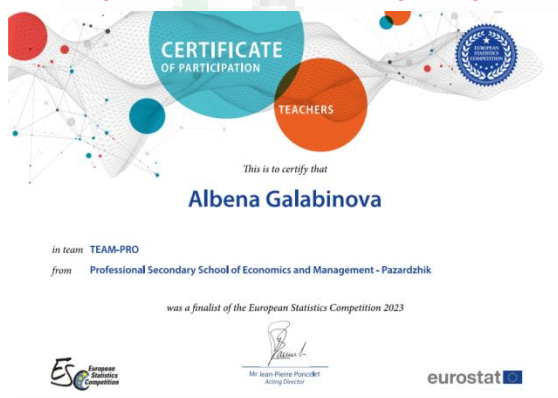 CERTIFICATE
OF PARTICIPATION
EUROPEAN
STATISTICS
COMPETITION
TEACHERS
This is to certify that
Albena Galabinova
in team TEAM-PRO
from Professional Secondary School of Economics and Management - Pazardzhik
was a finalist of the European Statistics Competition 2023
Mr Jean-Pierre Poncelet
Acting Director
ESC European
Statistics
Competition
eurostat